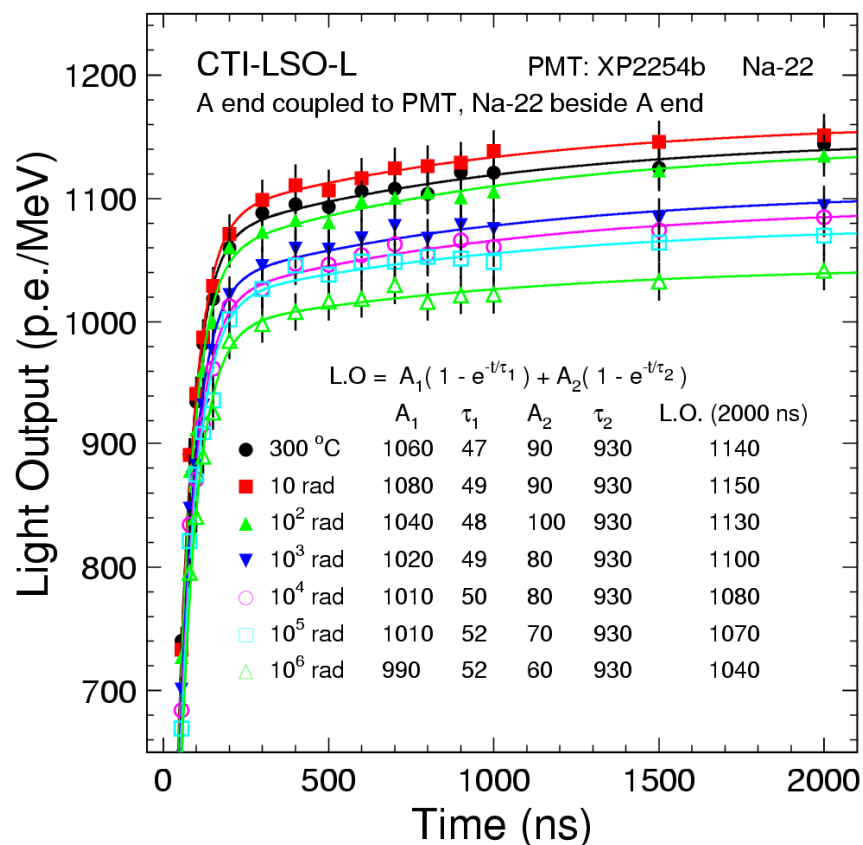 CTI-LSO-L PMT: XP2254b Na-22
A end coupled to PMT, Na-22 beside A end
1200
1100
1000
900
800
700
Light Output (p.e./MeV)
L.O = A₁( 1 - e^-t/τ₁) + A₂( 1 - e^-t/τ₂)
A₁ τ₁ A₂ τ₂ L.O. (2000 ns)
300 °C 1060 47 90 930 1140
10 rad 1080 49 90 930 1150
10² rad 1040 48 100 930 1130
10³ rad 1020 49 80 930 1100
10⁴ rad 1010 50 80 930 1080
10⁵ rad 1010 52 70 930 1070
10⁶ rad 990 52 60 930 1040
0 500 1000 1500 2000
Time (ns)